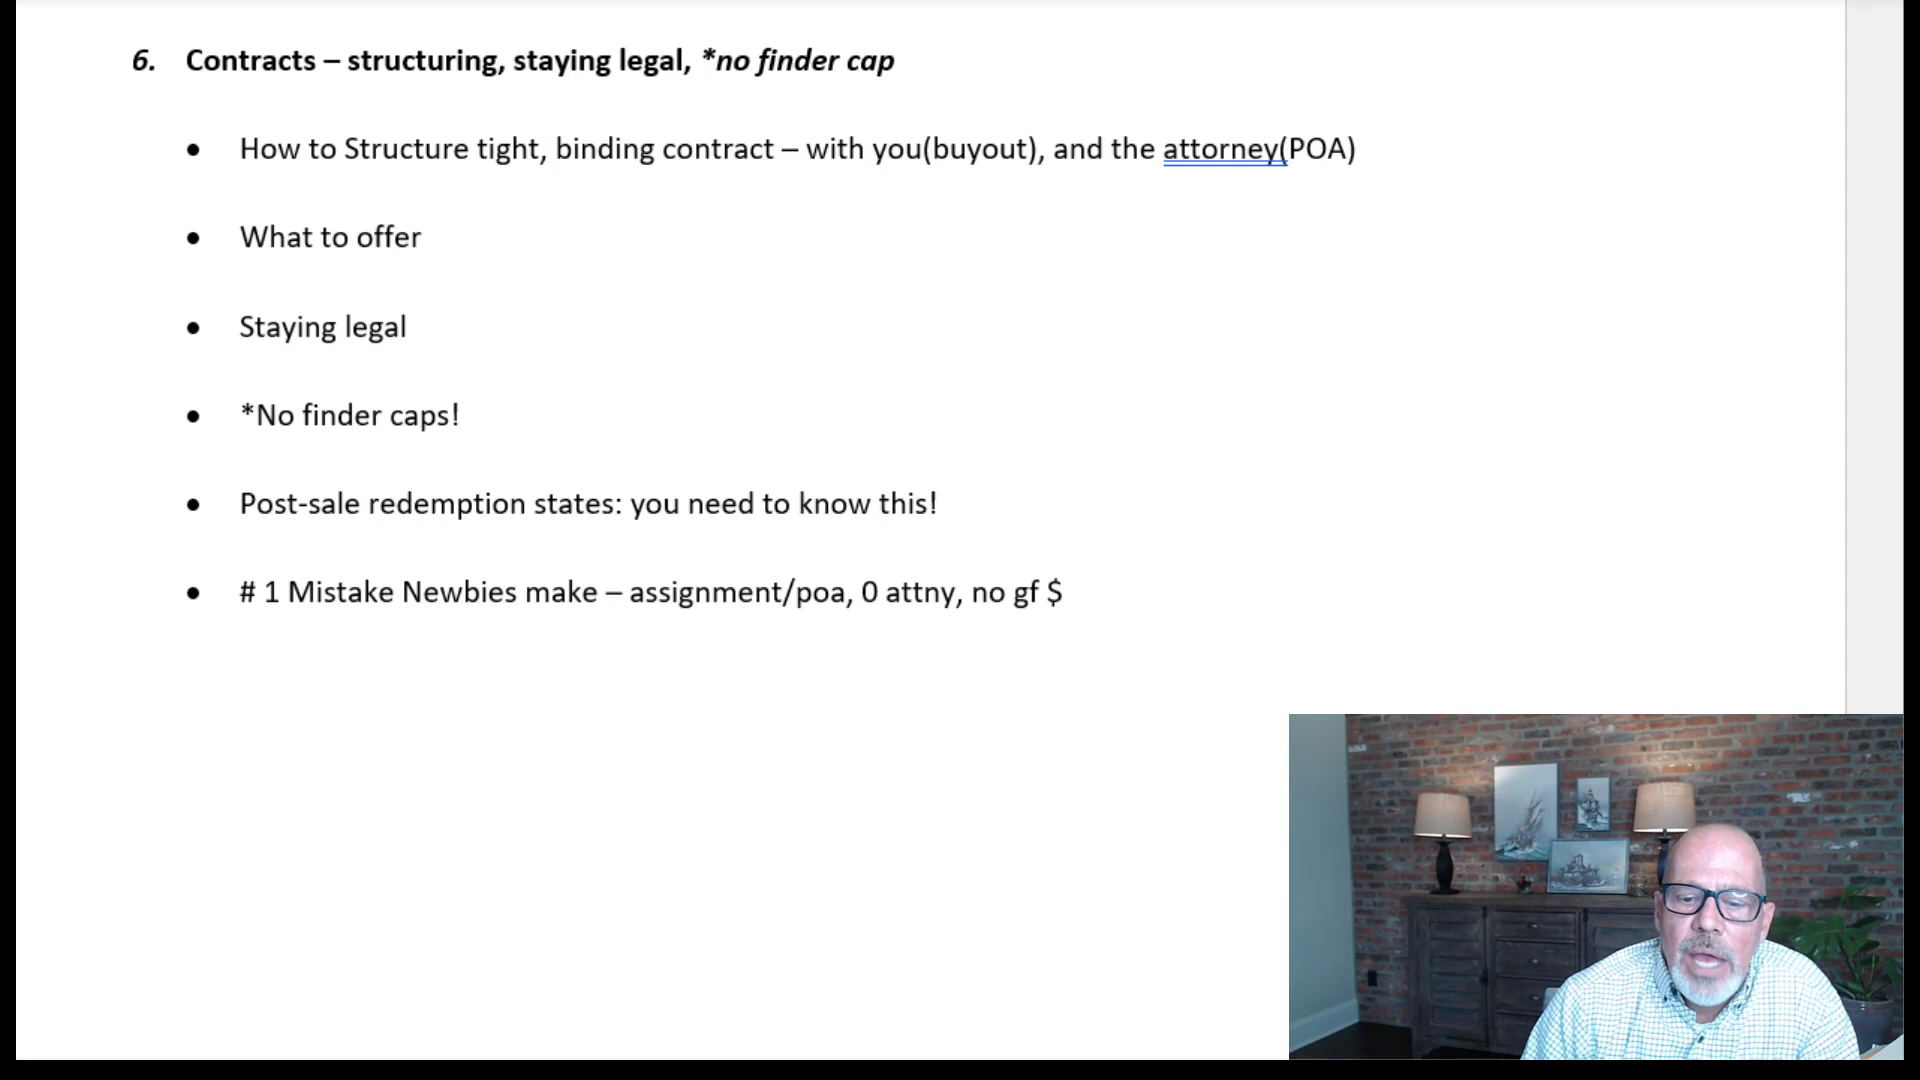 6. Contracts – structuring, staying legal, *no finder cap
• How to Structure tight, binding contract – with you(buyout), and the attorney(POA)
• What to offer
• Staying legal
• *No finder caps!
• Post-sale redemption states: you need to know this!
• # 1 Mistake Newbies make – assignment/poa, 0 attny, no gf $